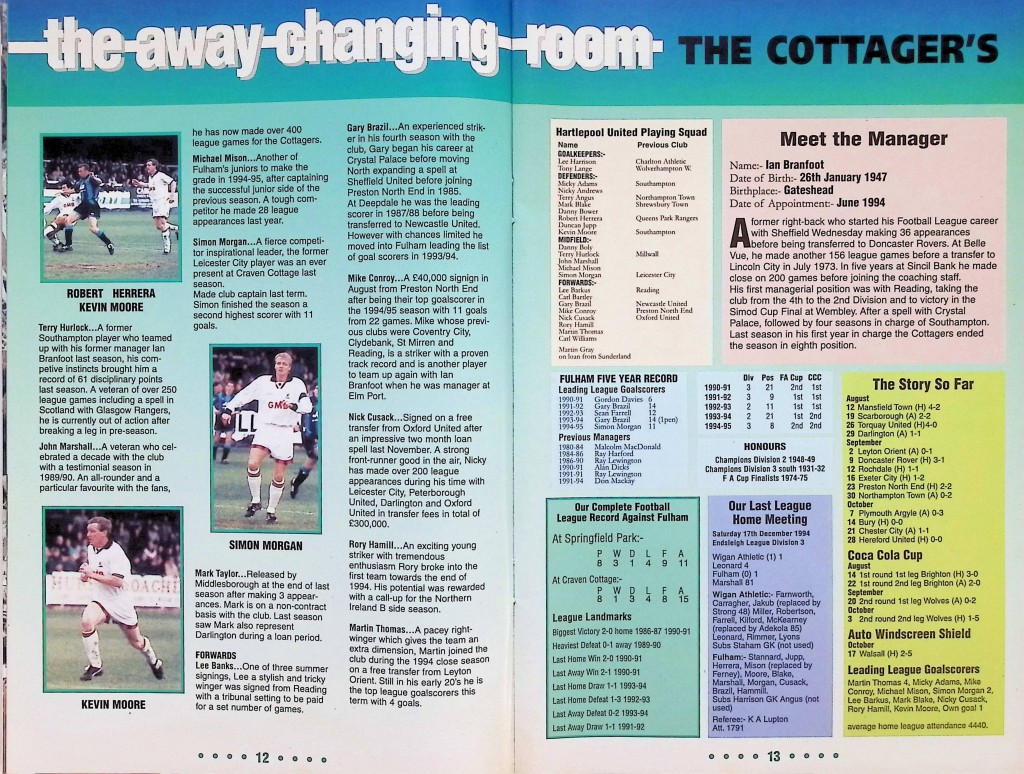 the away changing room
THE COTTAGER'S
ROBERT HERRERA
KEVIN MOORE
Terry Hurlock...A former
Southampton player who teamed
up with his former manager Ian
Branfoot last season, his com-
petive instincts brought him a
record of 61 disciplinary points
last season. A veteran of over 250
league games including a spell in
Scotland with Glasgow Rangers,
he is currently out of action after
breaking a leg in pre-season.
John Marshall...A veteran who cel-
ebrated a decade with the club
with a testimonial season in
1989/90. An all-rounder and a
particular favourite with the fans,
KEVIN MOORE
he has now made over 400
league games for the Cottagers.
Michael Mison...Another of
Fulham's juniors to make the
grade in 1994-95, after captaining
the successful junior side of the
previous season. A tough com-
petitor he made 28 league
appearances last year.
Simon Morgan...A fierce competi-
tor inspirational leader, the former
Leicester City player was an ever
present at Craven Cottage last
season.
Made club captain last term.
Simon finished the season a
second highest scorer with 11
goals.
GMB
SIMON MORGAN
Mark Taylor...Released by
Middlesborough at the end of last
season after making 3 appear-
ances. Mark is on a non-contract
basis with the club. Last season
saw Mark also represent
Darlington during a loan period.
FORWARDS
Lee Banks...One of three summer
signings, Lee a stylish and tricky
winger was signed from Reading
with a tribunal setting to be paid
for a set number of games.
Gary Brazil...An experienced strik-
er in his fourth season with the
club, Gary began his career at
Crystal Palace before moving
North expanding a spell at
Sheffield United before joining
Preston North End in 1985.
At Deepdale he was the leading
scorer in 1987/88 before being
transferred to Newcastle United.
However with chances limited he
moved into Fulham leading the list
of goal scorers in 1993/94.
Mike Conroy...A £40,000 signign in
August from Preston North End
after being their top goalscorer in
the 1994/95 season with 11 goals
from 22 games. Mike whose previ-
ous clubs were Coventry City,
Clydebank, St Mirren and
Reading, is a striker with a proven
track record and is another player
to team up again with Ian
Branfoot when he was manager at
Elm Port.
Nick Cusack...Signed on a free
transfer from Oxford United after
an impressive two month loan
spell last November. A strong
front-runner good in the air, Nicky
has made over 200 league
appearances during his time with
Leicester City, Peterborough
United, Darlington and Oxford
United in transfer fees in total of
£300,000.
Rory Hamill...An exciting young
striker with tremendous
enthusiasm Rory broke into the
first team towards the end of
1994. His potential was rewarded
with a call-up for the Northern
Ireland B side season.
Martin Thomas...A pacey right-
winger which gives the team an
extra dimension, Martin joined the
club during the 1994 close season
on a free transfer from Leyton
Orient. Still in his early 20's he is
the top league goalscorers this
term with 4 goals.
12
Hartlepool United Playing Squad
Name Previous Club
GOALKEEPERS:-
Lee Harrison Charlton Athletic
Tony Lange Wolverhampton W.
DEFENDERS:-
Micky Adams Southampton
Nicky Andrews
Terry Angus Northampton Town
Mark Blake Shrewsbury Town
Danny Bower
Robert Herrera Queens Park Rangers
Duncan Jupp
Kevin Moore Southampton
MIDFIELD:-
Danny Boly
Terry Hurlock Millwall
John Marshall
Michael Mison
Simon Morgan Leicester City
FORWARDS:-
Lee Barkus Reading
Carl Bartley
Gary Brazil Newcastle United
Mike Conroy Preston North End
Nick Cusack Oxford United
Rory Hamill
Martin Thomas
Carl Williams
Martin Gray
on loan from Sunderland
Meet the Manager
Name:- Ian Branfoot
Date of Birth:- 26th January 1947
Birthplace:- Gateshead
Date of Appointment:- June 1994
A former right-back who started his Football League career
with Sheffield Wednesday making 36 appearances
before being transferred to Doncaster Rovers. At Belle
Vue, he made another 156 league games before a transfer to
Lincoln City in July 1973. In five years at Sincil Bank he made
close on 200 games before joining the coaching staff.
His first managerial position was with Reading, taking the
club from the 4th to the 2nd Division and to victory in the
Simod Cup Final at Wembley. After a spell with Crystal
Palace, followed by four seasons in charge of Southampton.
Last season in his first year in charge the Cottagers ended
the season in eighth position.
FULHAM FIVE YEAR RECORD
Leading League Goalscorers
1990-91 Gordon Davies 6
1991-92 Gary Brazil 14
1992-93 Sean Farrell 12
1993-94 Gary Brazil 14 (1pen)
1994-95 Simon Morgan 11
Previous Managers
1980-84 Malcolm MacDonald
1984-86 Ray Harford
1986-90 Ray Lewington
1990-91 Alan Dicks
1991-91 Ray Lewington
1991-94 Don Mackay
Div Pos FA Cup CCC
1990-91 3 21 2nd 1st
1991-92 3 9 1st 1st
1992-93 2 11 1st 1st
1993-94 2 21 1st 2nd
1994-95 3 8 2nd 2nd
HONOURS
Champions Division 2 1948-49
Champions Division 3 south 1931-32
F A Cup Finalists 1974-75
Our Complete Football
League Record Against Fulham
At Springfield Park:-
P W D L F A
8 3 1 4 9 11
At Craven Cottage:-
P W D L F A
8 1 3 4 8 15
League Landmarks
Biggest Victory 2-0 home 1986-87 1990-91
Heaviest Defeat 0-1 away 1989-90
Last Home Win 2-0 1990-91
Last Away Win 2-1 1990-91
Last Home Draw 1-1 1993-94
Last Home Defeat 1-3 1992-93
Last Away Defeat 0-2 1993-94
Last Away Draw 1-1 1991-92
Our Last League
Home Meeting
Saturday 17th December 1994
Endsleigh League Division 3
Wigan Athletic (1) 1
Leonard 4
Fulham (0) 1
Marshall 81
Wigan Athletic:- Farnworth,
Carragher, Jakub (replaced by
Strong 48) Miller, Robertson,
Farrell, Kilford, McKearney
(replaced by Adekola 85)
Leonard, Rimmer, Lyons
Subs Staham GK (not used)
Fulham:- Stannard, Jupp,
Herrera, Mison (replaced by
Ferney), Moore, Blake,
Marshall, Morgan, Cusack,
Brazil, Hammill.
Subs Harrison GK Angus (not
used)
Referee:- K A Lupton
Att. 1791
The Story So Far
August
12 Mansfield Town (H) 4-2
19 Scarborough (A) 2-2
26 Torquay United (H)4-0
29 Darlington (A) 1-1
September
2 Leyton Orient (A) 0-1
9 Doncaster Rover (H) 3-1
12 Rochdale (H) 1-1
16 Exeter City (H) 1-2
23 Preston North End (H) 2-2
30 Northampton Town (A) 0-2
October
7 Plymouth Argyle (A) 0-3
14 Bury (H) 0-0
21 Chester City (A) 1-1
28 Hereford United (H) 0-0
Coca Cola Cup
August
14 1st round 1st leg Brighton (H) 3-0
22 1st round 2nd leg Brighton (A) 2-0
September
20 2nd round 1st leg Wolves (A) 0-2
October
3 2nd round 2nd leg Wolves (H) 1-5
Auto Windscreen Shield
October
17 Walsall (H) 2-5
Leading League Goalscorers
Martin Thomas 4, Micky Adams, Mike
Conroy, Michael Mison, Simon Morgan 2,
Lee Barkus, Mark Blake, Nicky Cusack,
Rory Hamill, Kevin Moore, Own goal 1
average home league attendance 4440.
13